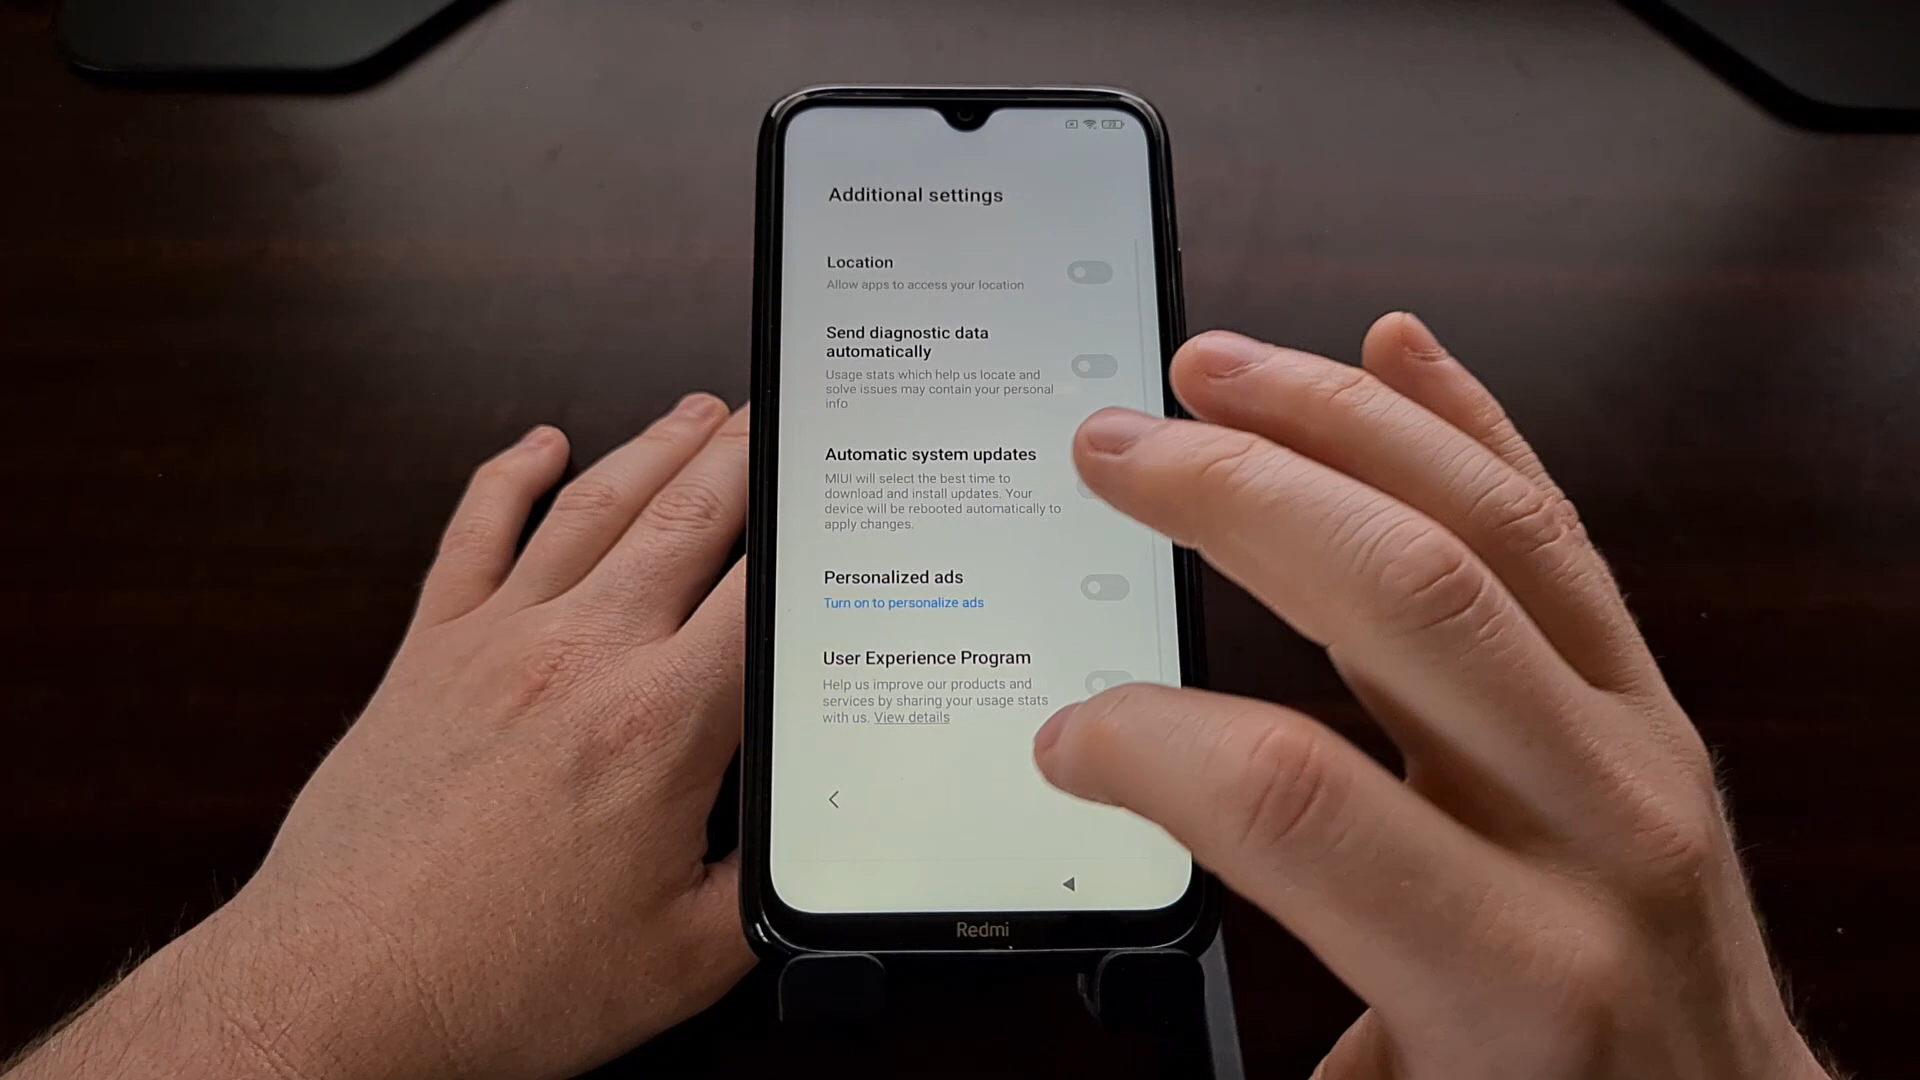 Additional settings
Location
Allow apps to access your location
Send diagnostic data
automatically
Usage stats which help us locate and
solve issues may contain your personal
info
Automatic system updates
MIUI will select the best time to
download and install updates. Your
device will be rebooted automatically to
apply changes.
Personalized ads
Turn on to personalize ads
User Experience Program
Help us improve our products and
services by sharing your usage stats
with us. View details
Redmi